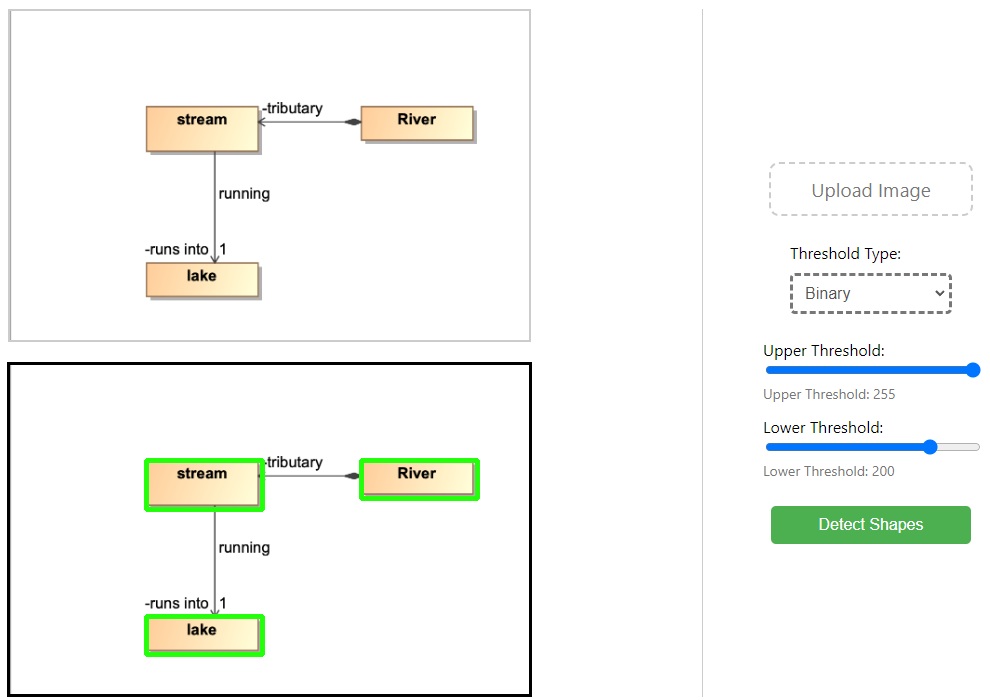 -tributary
stream
River
running
-runs into 1
lake
-tributary
stream
River
running
-runs into 1
lake
Upload Image
Threshold Type:
Binary
Upper Threshold:
Upper Threshold: 255
Lower Threshold:
Lower Threshold: 200
Detect Shapes